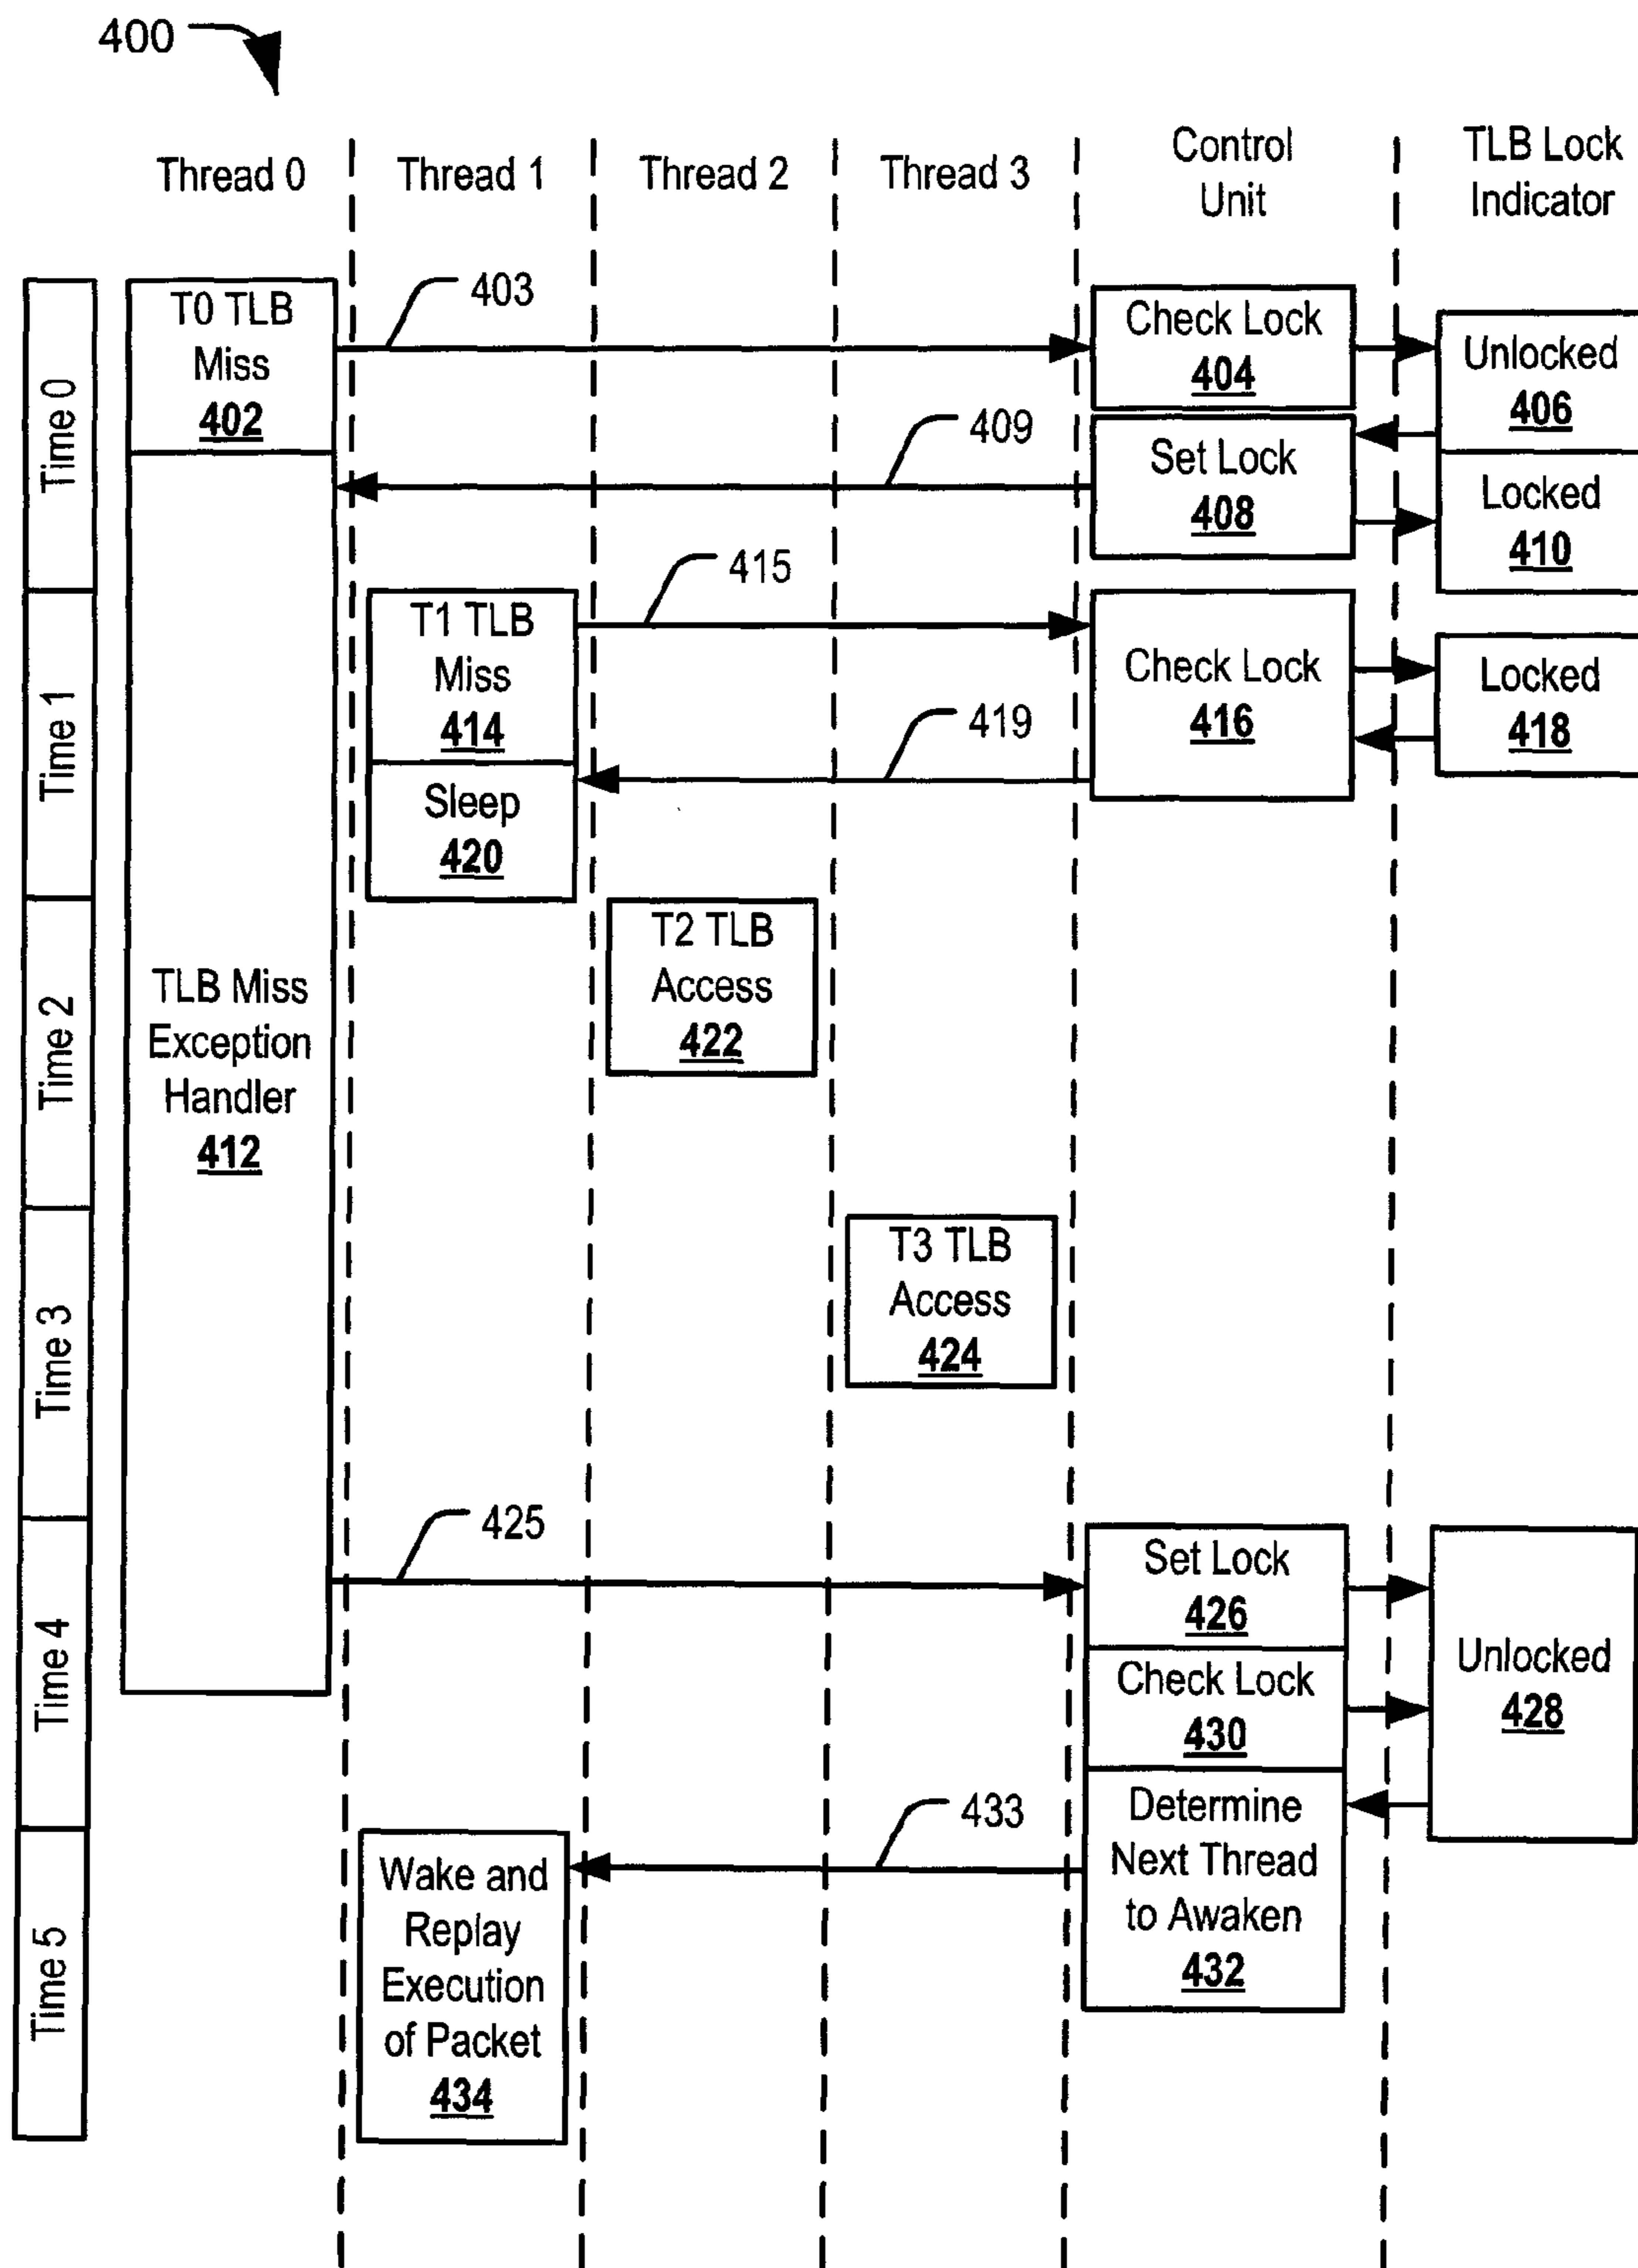 400
Thread 0
Thread 1
Thread 2
Thread 3
Control
Unit
TLB Lock
Indicator
Time 0
T0 TLB
Miss
402
403
Check Lock
404
Unlocked
406
409
Set Lock
408
Locked
410
Time 1
T1 TLB
Miss
414
415
Check Lock
416
Locked
418
419
Sleep
420
Time 2
TLB Miss
Exception
Handler
412
T2 TLB
Access
422
Time 3
T3 TLB
Access
424
Time 4
425
Set Lock
426
Check Lock
430
Unlocked
428
Determine
Next Thread
to Awaken
432
433
Time 5
Wake and
Replay
Execution
of Packet
434